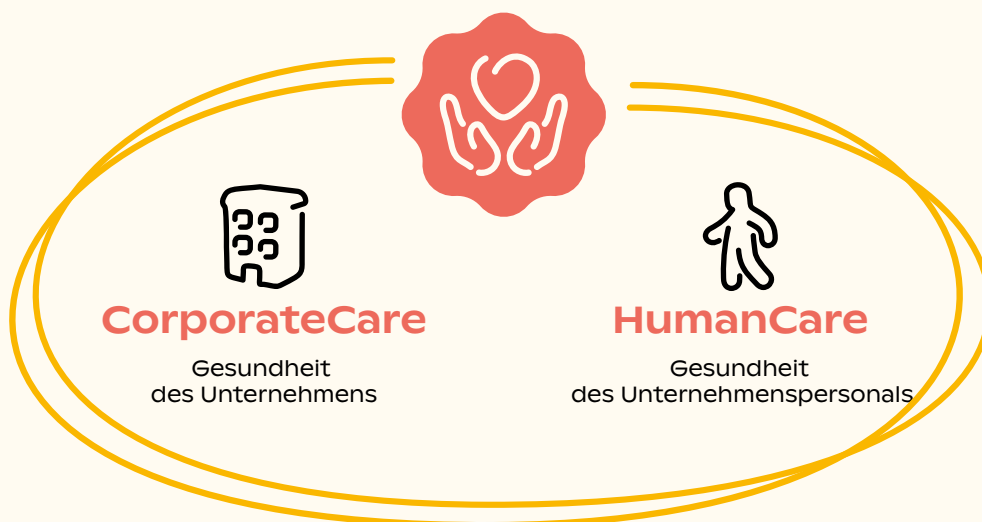 CorporateCare
Gesundheit
des Unternehmens
HumanCare
Gesundheit
des Unternehmenspersonals